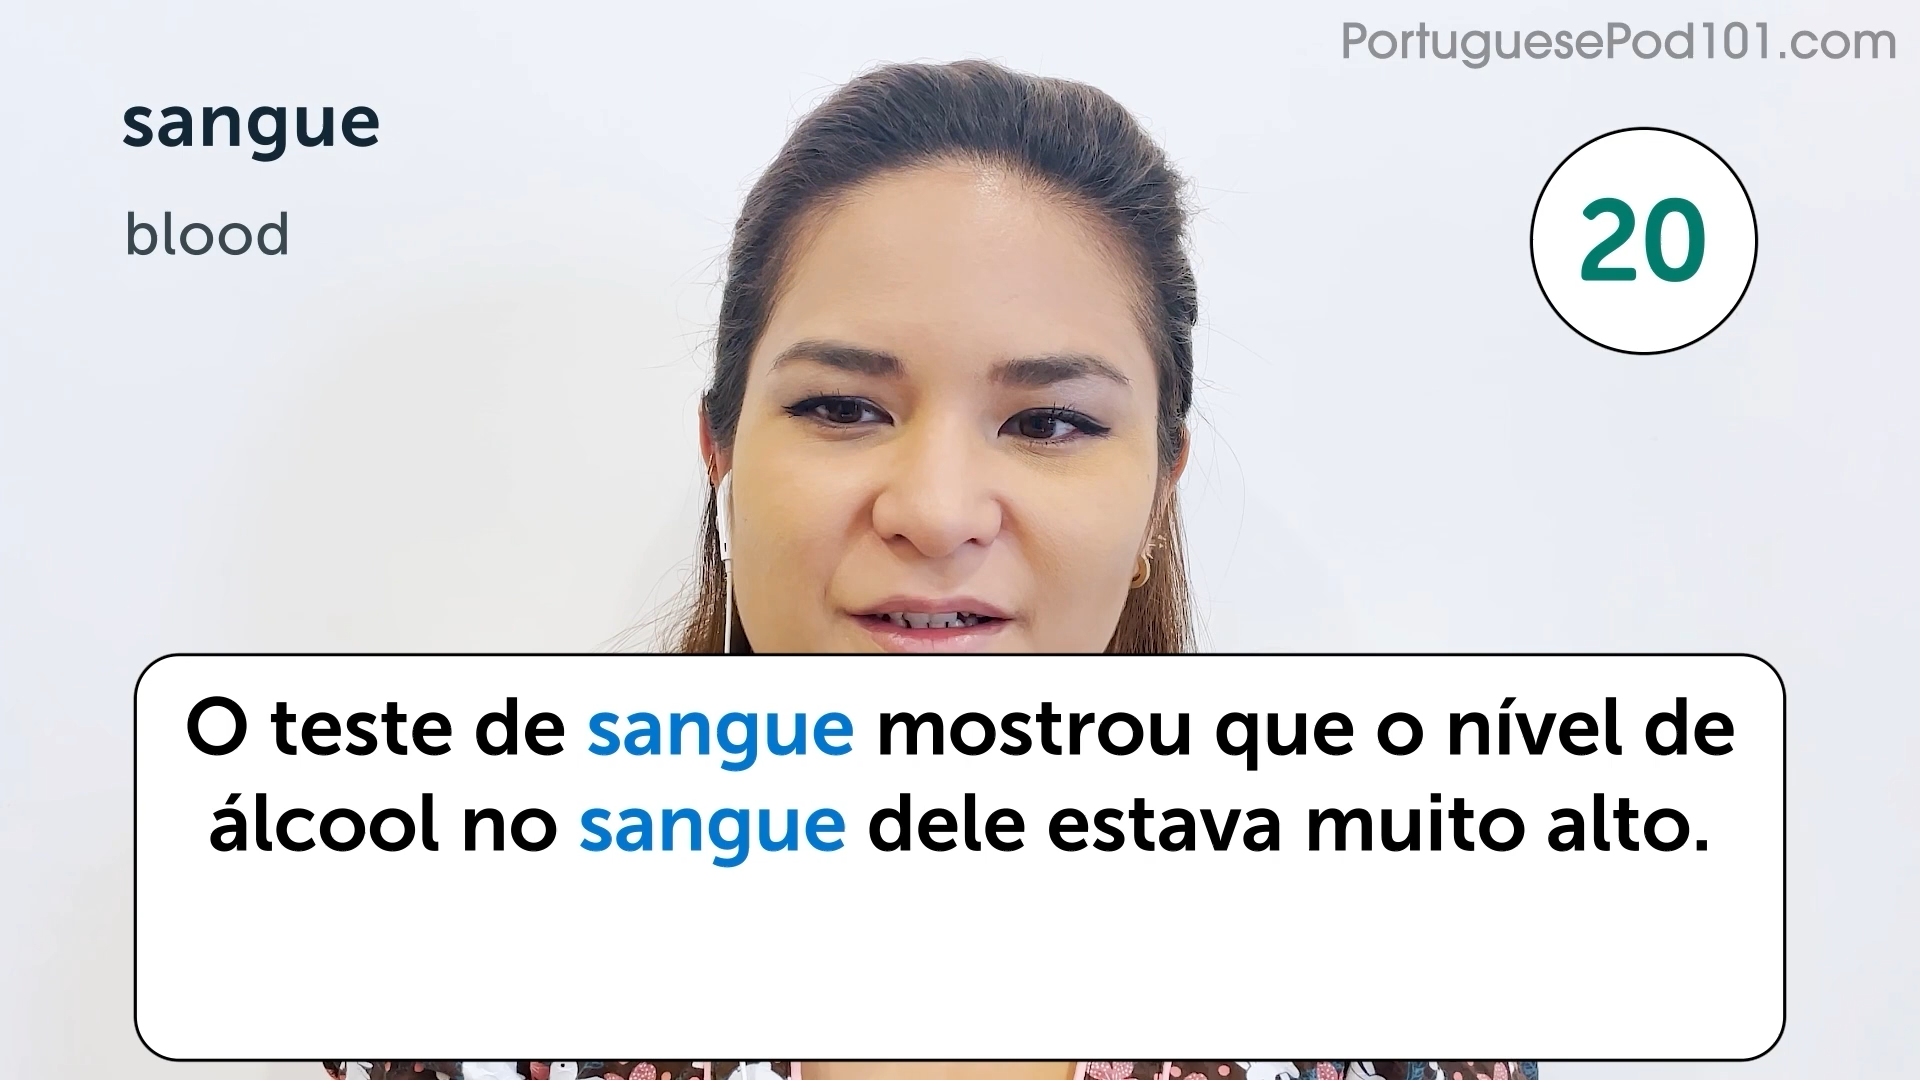 PortuguesePod101.com
sangue
blood
20
O teste de sangue mostrou que o nível de
álcool no sangue dele estava muito alto.